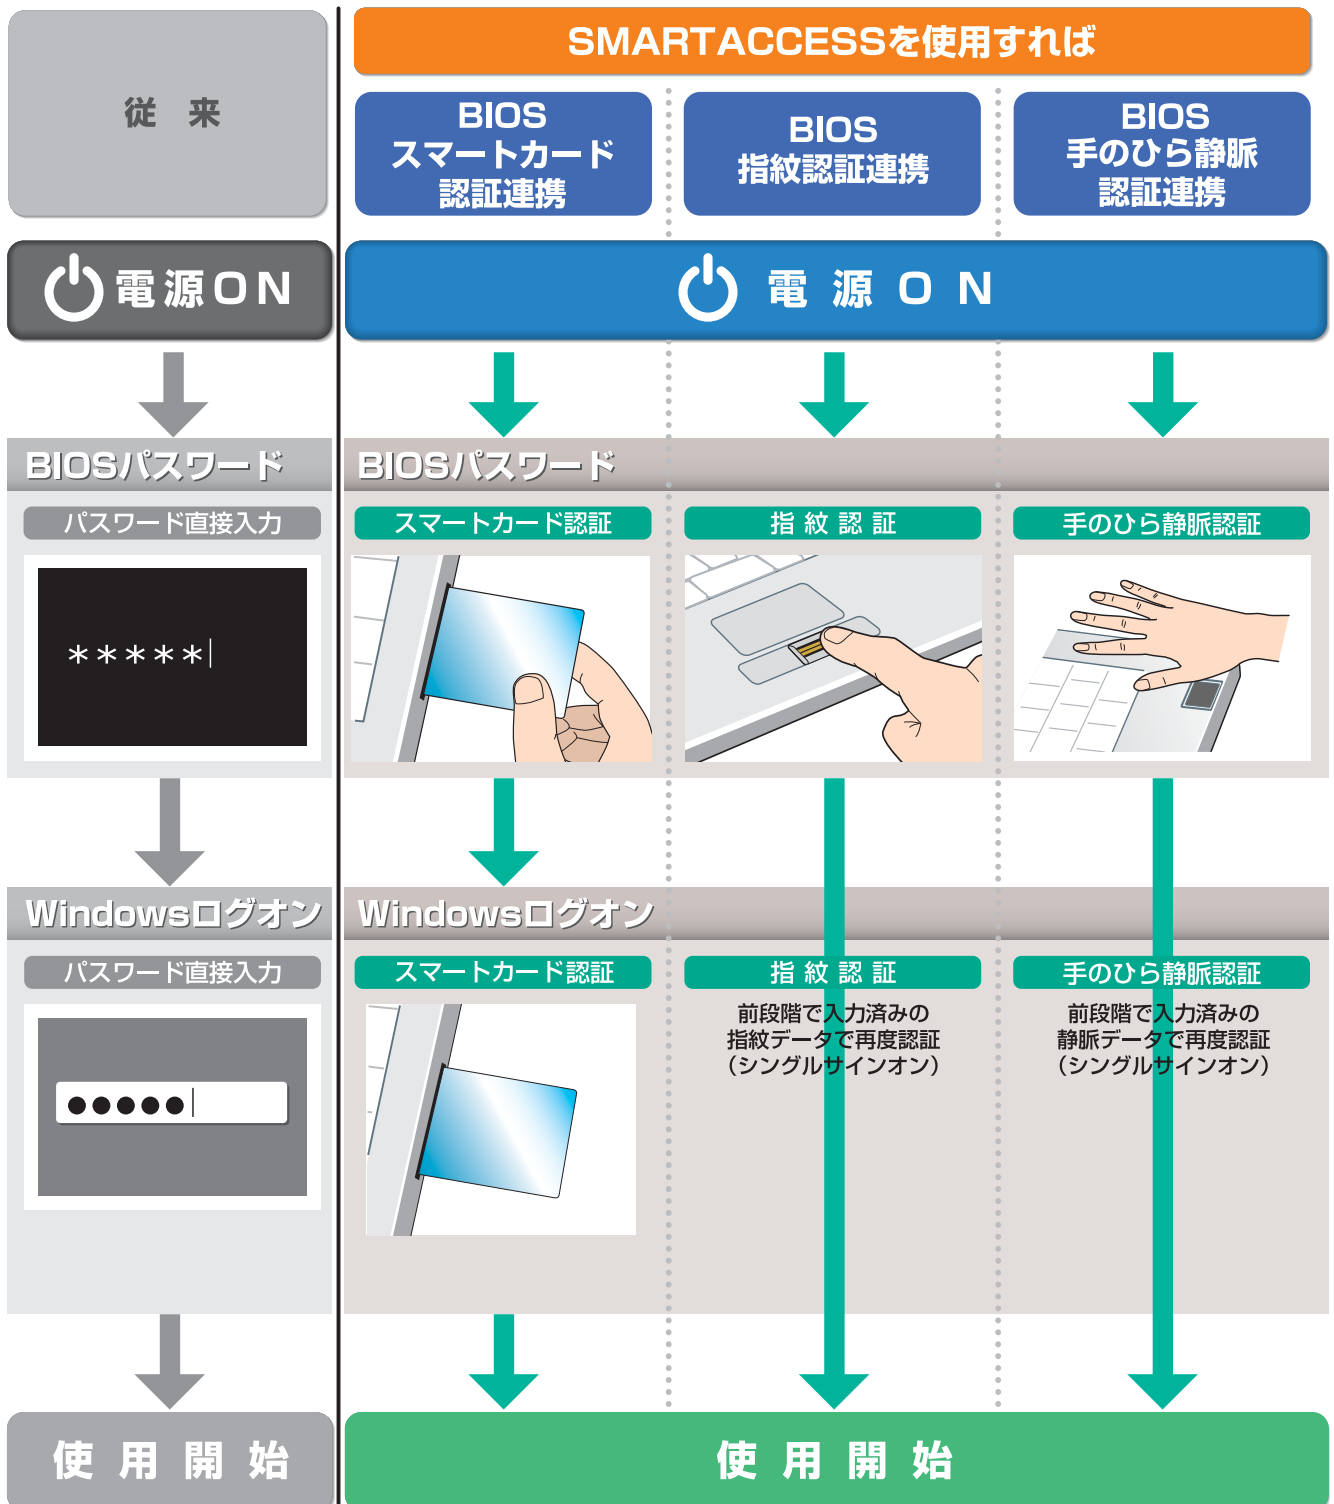 従 来
SMARTACCESSを使用すれば
BIOS
スマートカード
認証連携
BIOS
指紋認証連携
BIOS
手のひら静脈
認証連携
電源ON
電 源 O N
BIOSパスワード
BIOSパスワード
パスワード直接入力
スマートカード認証
指 紋 認 証
手のひら静脈認証
*****|
Windowsログオン
Windowsログオン
パスワード直接入力
スマートカード認証
指 紋 認 証
手のひら静脈認証
前段階で入力済みの
指紋データで再度認証
(シングルサインオン)
前段階で入力済みの
静脈データで再度認証
(シングルサインオン)
●●●●●|
使 用 開 始
使 用 開 始